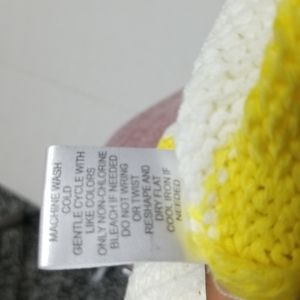 MACHINE WASH
COLD
GENTLE CYCLE WITH
LIKE COLORS
ONLY NON-CHLORINE
BLEACH IF NEEDED
DO NOT WRING
OR TWIST
RESHAPE AND
DRY FLAT
COOL IRON IF
NEEDED